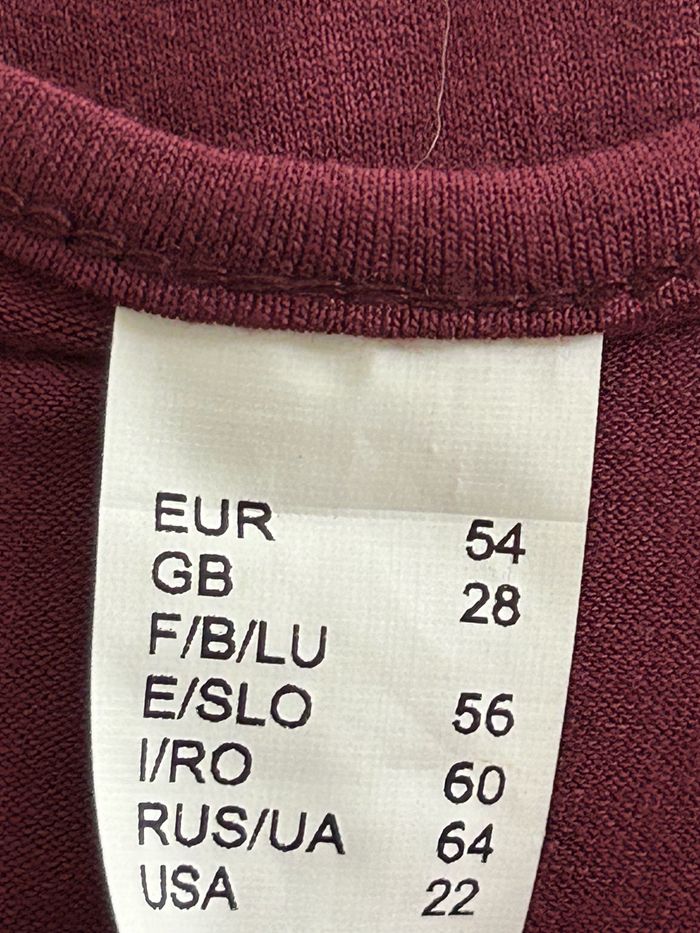 EUR 54
GB 28
F/B/LU
E/SLO 56
I/RO 60
RUS/UA 64
USA 22